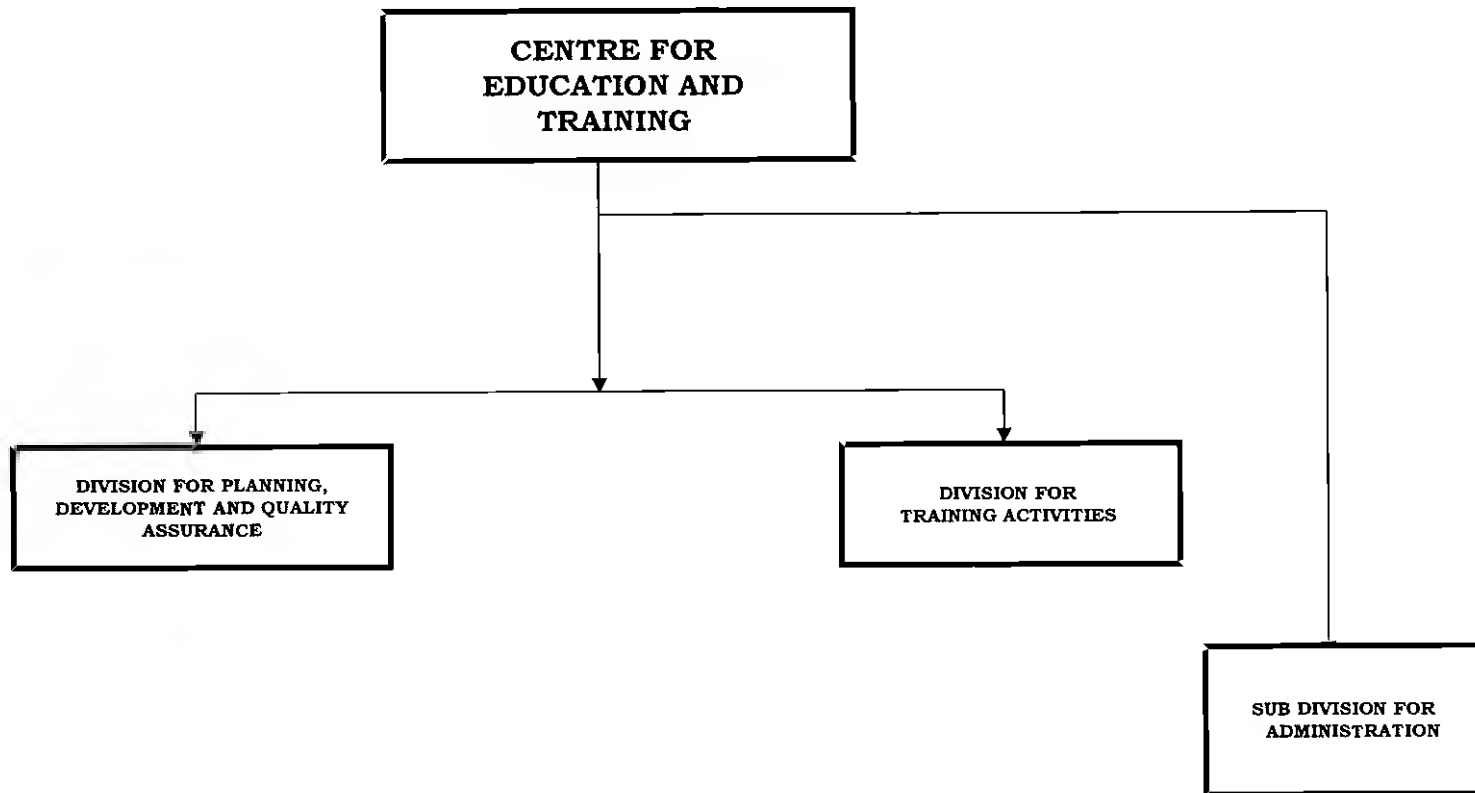 CENTRE FOR
EDUCATION AND
TRAINING
DIVISION FOR PLANNING,
DEVELOPMENT AND QUALITY
ASSURANCE
DIVISION FOR
TRAINING ACTIVITIES
SUB DIVISION FOR
ADMINISTRATION